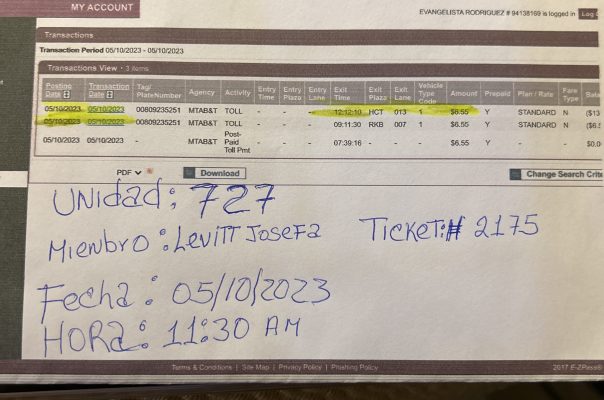 MY ACCOUNT
EVANGELISTA RODRIGUEZ # 94138169 is logged in Log
Transactions
Transaction Period 05/10/2023 - 05/10/2023
Transactions View - 3 items
Posting Date Transaction Date Tag/ PlateNumber Agency Activity Entry Time Entry Plaza Entry Lane Exit Time Exit Plaza Exit Lane Vehicle Type Code Amount Prepaid Plan / Rate Fare Type
05/10/2023 05/10/2023 00809235251 MTAB&T TOLL - - - 12:12:10 HCT 013 1 $6.55 Y STANDARD N ($13
05/10/2023 05/10/2023 00809235251 MTAB&T TOLL - - - 09:11:30 RKB 007 1 $6.55 Y STANDARD N
05/10/2023 05/10/2023 - MTAB&T Post-Paid Toll Pmt - - - 07:39:16 - - - $6.55 Y - - $0.0
PDF Download Change Search Crite
UNidad: 727
Mienbro: Levitt Josefa Ticket:# 2175
Fecha: 05/10/2023
HORa: 11:30 AM
Terms & Conditions | Site Map | Privacy Policy | Phishing Policy 2017 E-ZPass®